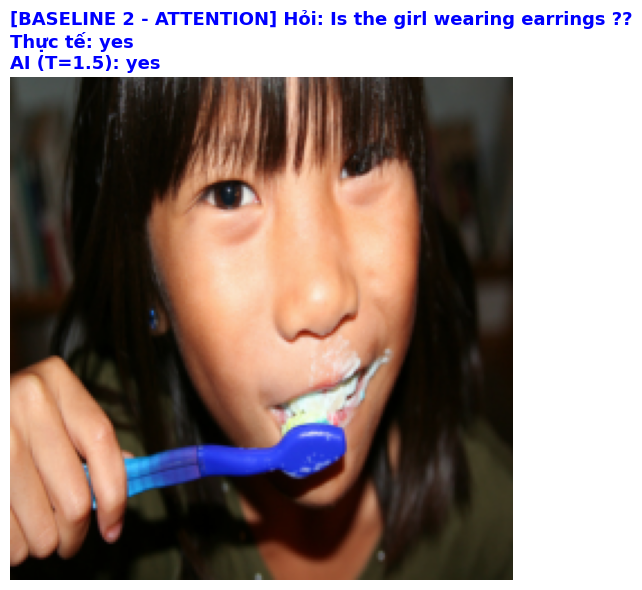 [BASELINE 2 - ATTENTION] Hỏi: Is the girl wearing earrings ??
Thực tế: yes
AI (T=1.5): yes